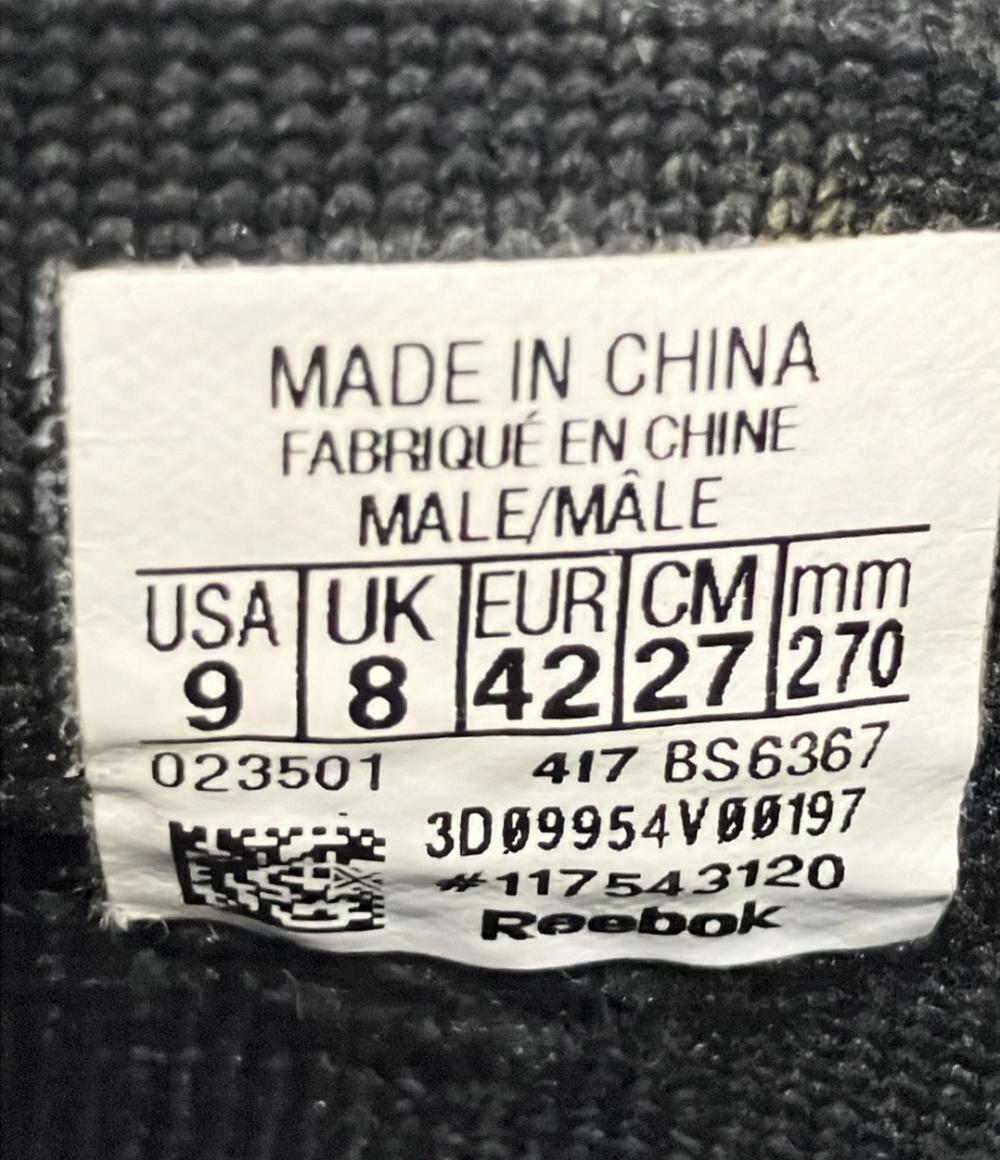 MADE IN CHINA
FABRIQUÉ EN CHINE
MALE/MÂLE
USA UK EUR CM mm
9 8 42 27 270
023501 417 BS6367
3D09954V00197
#117543120
Reebok